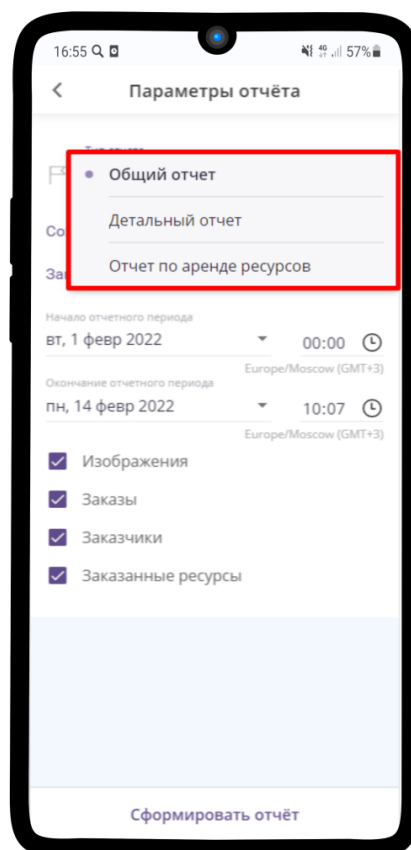 16:55
4G
57%
Параметры отчёта
Общий отчет
Детальный отчет
Отчет по аренде ресурсов
Начало отчетного периода
вт, 1 февр 2022 00:00
Europe/Moscow (GMT+3)
Окончание отчетного периода
пн, 14 февр 2022 10:07
Europe/Moscow (GMT+3)
Изображения
Заказы
Заказчики
Заказанные ресурсы
Сформировать отчёт